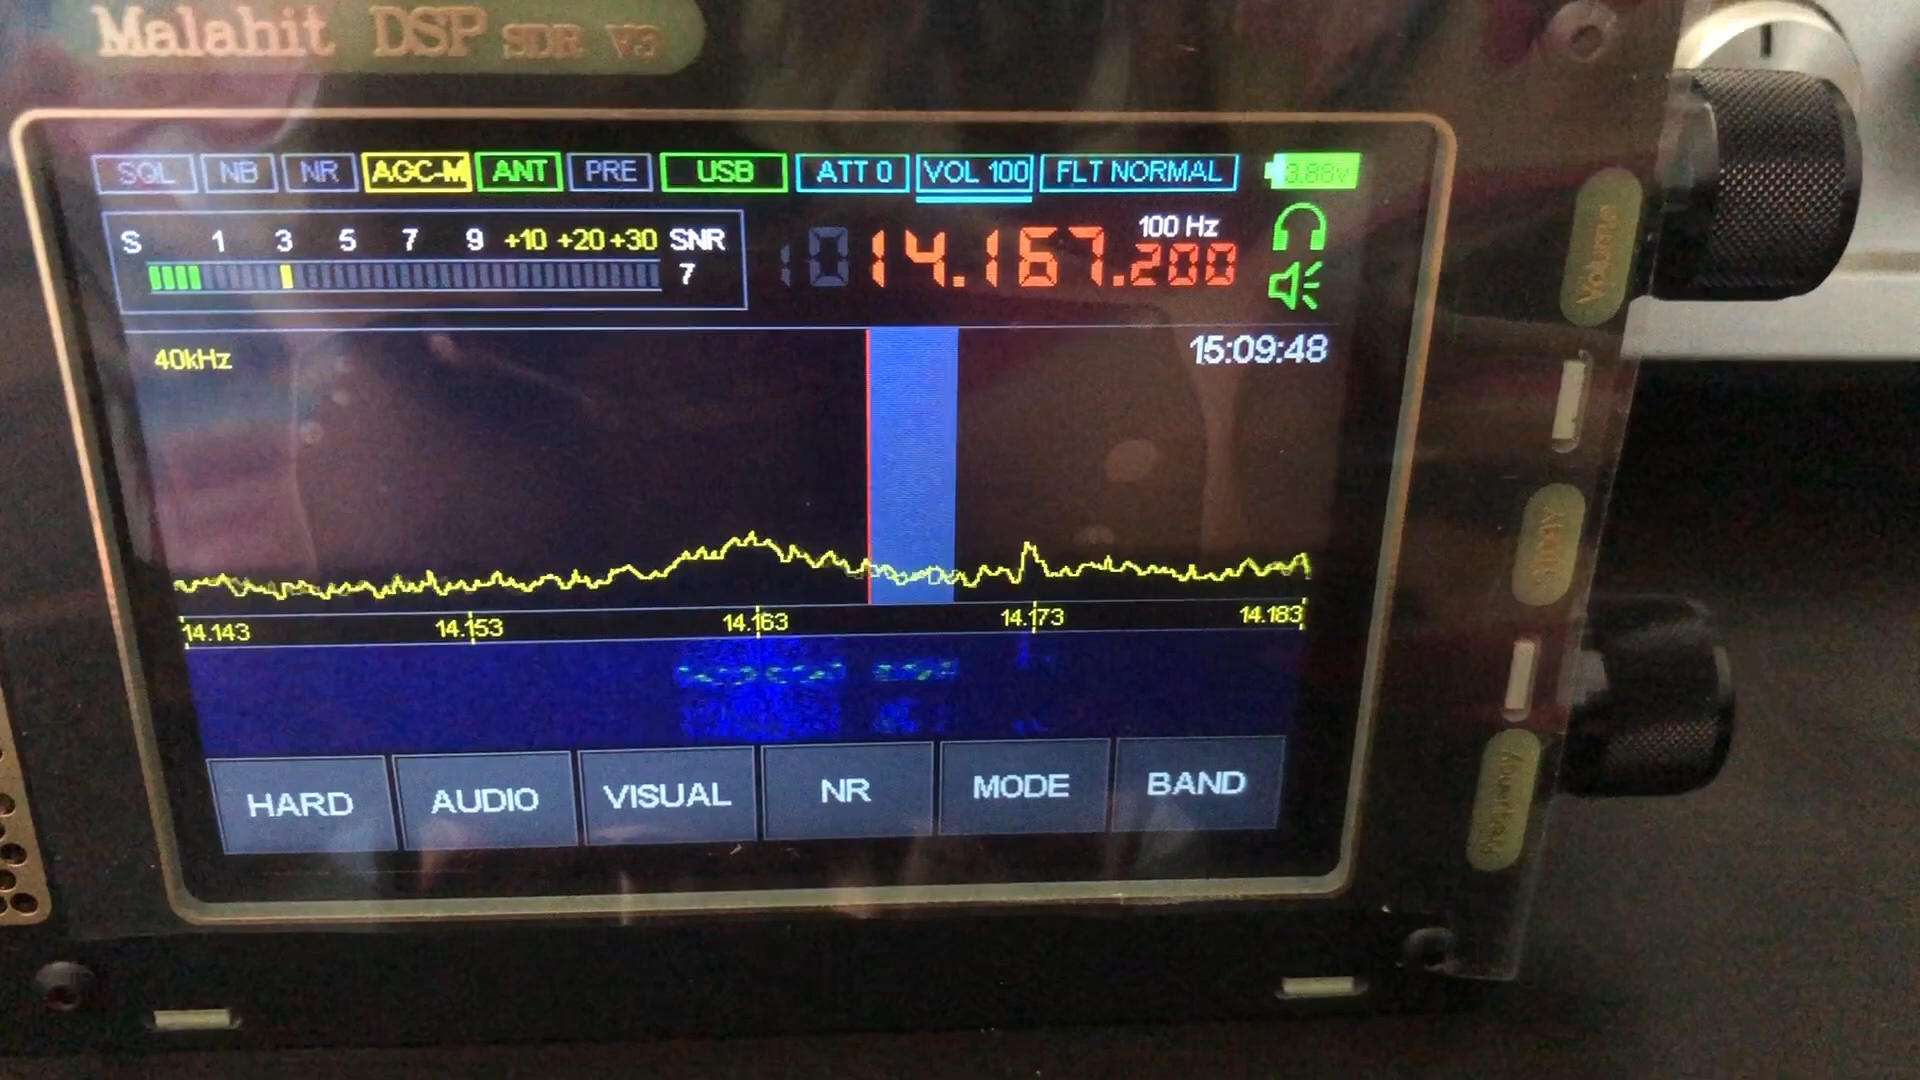 Malahit DSP SDR V3
SQL NB NR AGC-M ANT PRE USB ATT 0 VOL 100 FLT NORMAL 3.88v
S 1 3 5 7 9 +10 +20 +30 SNR
7
100 Hz
14.167.200
40kHz
15:09:48
14.143 14.153 14.163 14.173 14.183
HARD AUDIO VISUAL NR MODE BAND
Volume